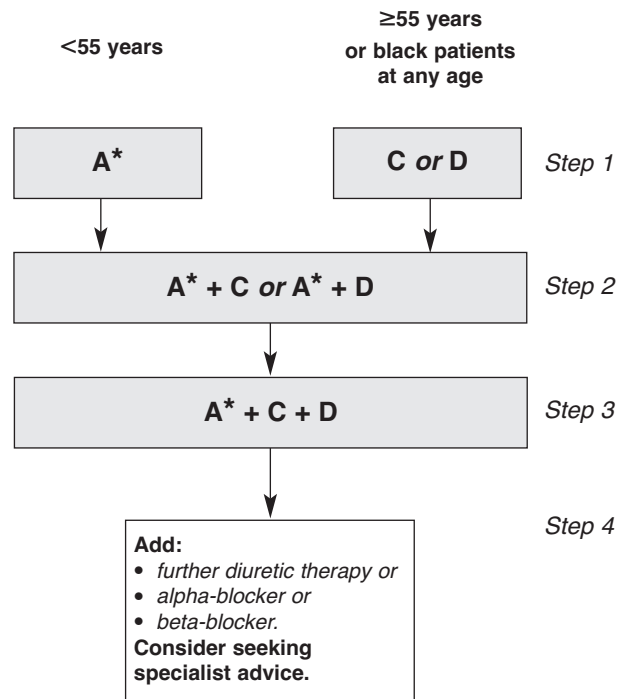 <55 years
≥55 years
or black patients
at any age
A*
C or D
Step 1
A* + C or A* + D
Step 2
A* + C + D
Step 3
Step 4
Add:
• further diuretic therapy or
• alpha-blocker or
• beta-blocker.
Consider seeking
specialist advice.